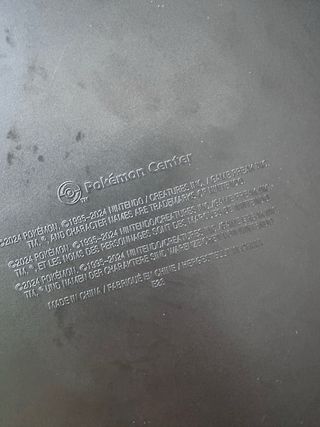 Pokémon Center
©2024 POKÉMON, ©1995–2024 NINTENDO / CREATURES INC. / GAME FREAK INC.
TM, ®, AND CHARACTER NAMES ARE TRADEMARKS OF NINTENDO.
©2024 POKÉMON, ©1995–2024 NINTENDO/CREATURES INC./GAME FREAK INC.
TM, ®, ET LES NOMS DES PERSONNAGES SONT DES MARQUES DE NINTENDO.
©2024 POKÉMON, ©1995–2024 NINTENDO/CREATURES INC./GAME FREAK INC.
TM, ® UND NAMEN DER CHARAKTERE SIND WARENZEICHEN VON NINTENDO.
MADE IN CHINA / FABRIQUÉ EN CHINE / HERGESTELLT IN CHINA